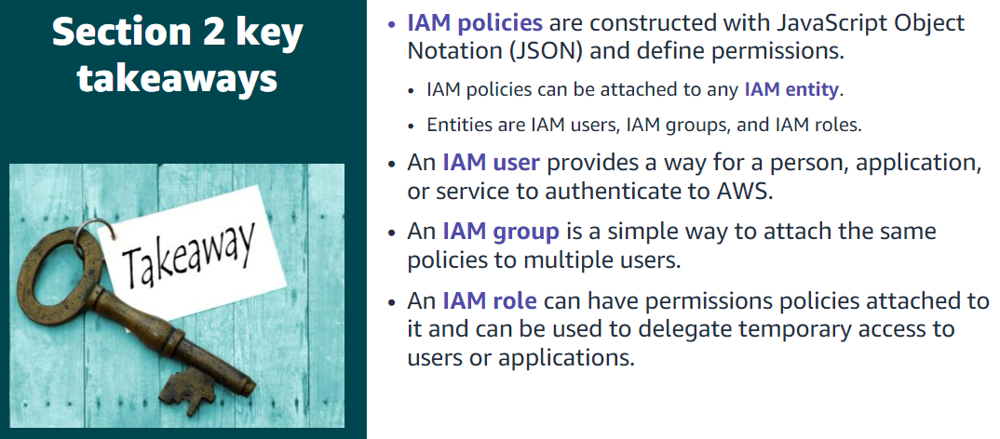 Section 2 key
takeaways
Takeaway
• IAM policies are constructed with JavaScript Object
Notation (JSON) and define permissions.
• IAM policies can be attached to any IAM entity.
• Entities are IAM users, IAM groups, and IAM roles.
• An IAM user provides a way for a person, application,
or service to authenticate to AWS.
• An IAM group is a simple way to attach the same
policies to multiple users.
• An IAM role can have permissions policies attached to
it and can be used to delegate temporary access to
users or applications.